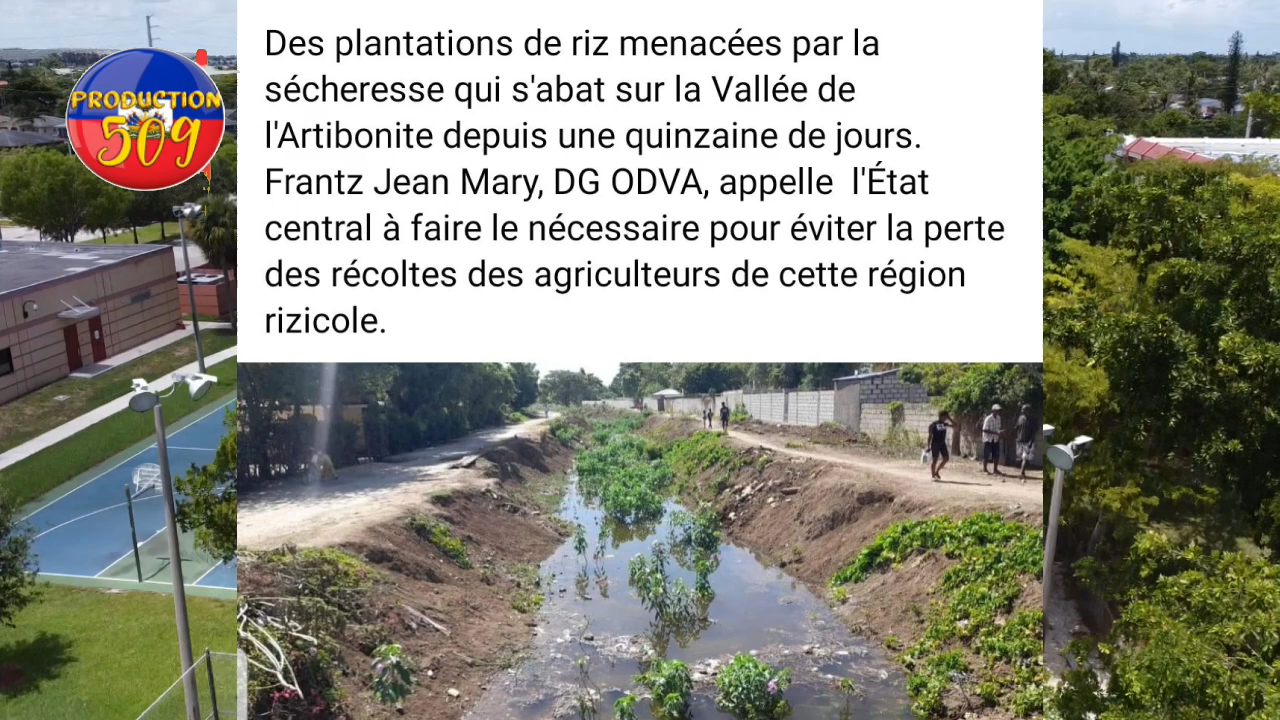 PRODUCTION
509
Des plantations de riz menacées par la
sécheresse qui s'abat sur la Vallée de
l'Artibonite depuis une quinzaine de jours.
Frantz Jean Mary, DG ODVA, appelle  l'État
central à faire le nécessaire pour éviter la perte
des récoltes des agriculteurs de cette région
rizicole.